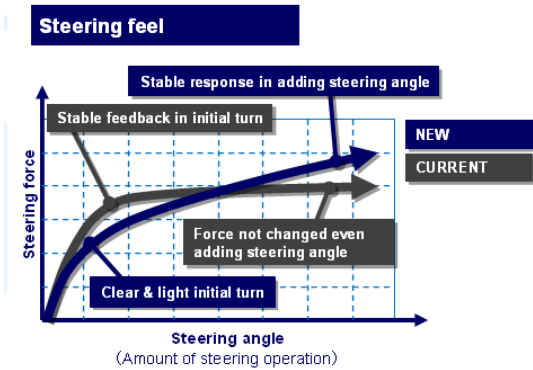 Steering feel
Stable response in adding steering angle
Stable feedback in initial turn
NEW
CURRENT
Steering force
Force not changed even
adding steering angle
Clear & light initial turn
Steering angle
（Amount of steering operation）